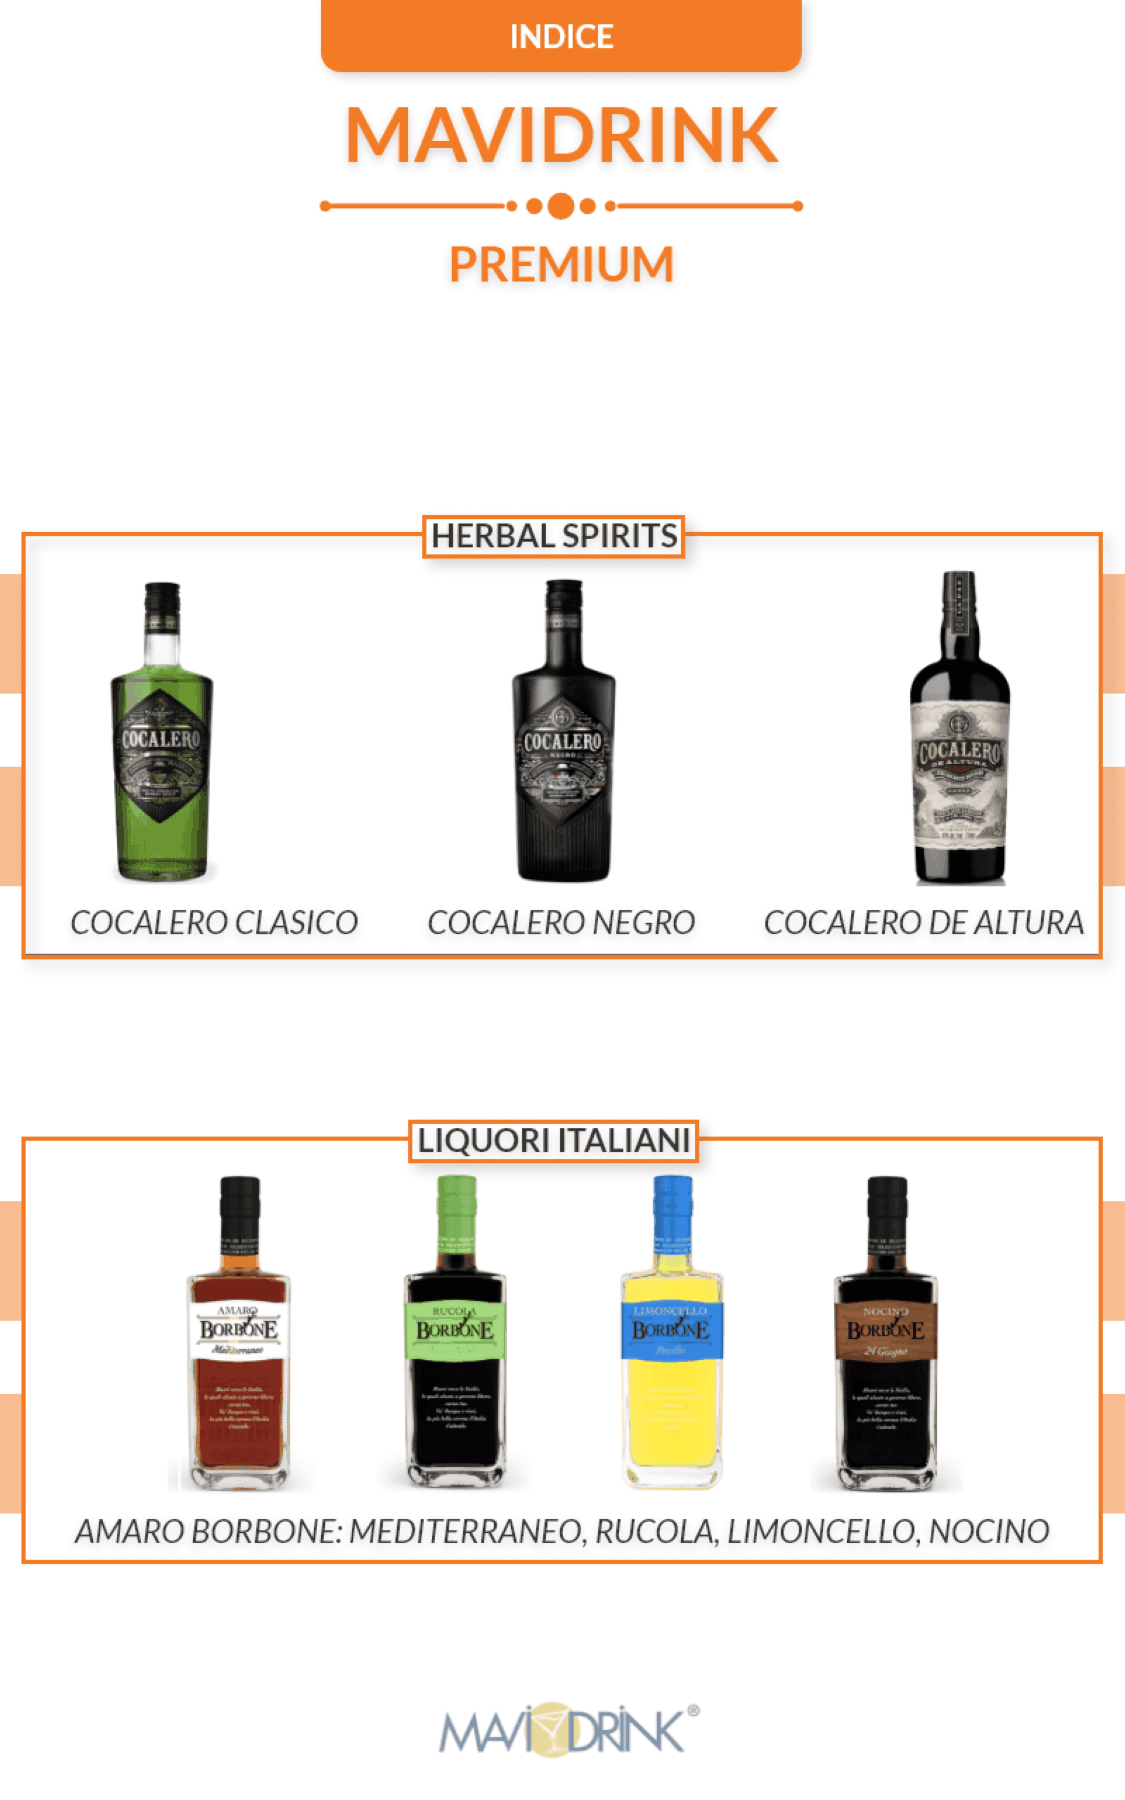 INDICE
MAVIDRINK
PREMIUM
HERBAL SPIRITS
COCALERO
COCALERO
NEGRO
COCALERO
DE ALTURA
COCALERO CLASICO
COCALERO NEGRO
COCALERO DE ALTURA
LIQUORI ITALIANI
AMARO
BORBONE
Mediterraneo
RUCOLA
BORBONE
LIMONCELLO
BORBONE
NOCINO
BORBONE
24 Giugno
AMARO BORBONE: MEDITERRANEO, RUCOLA, LIMONCELLO, NOCINO
MAVIDRINK®